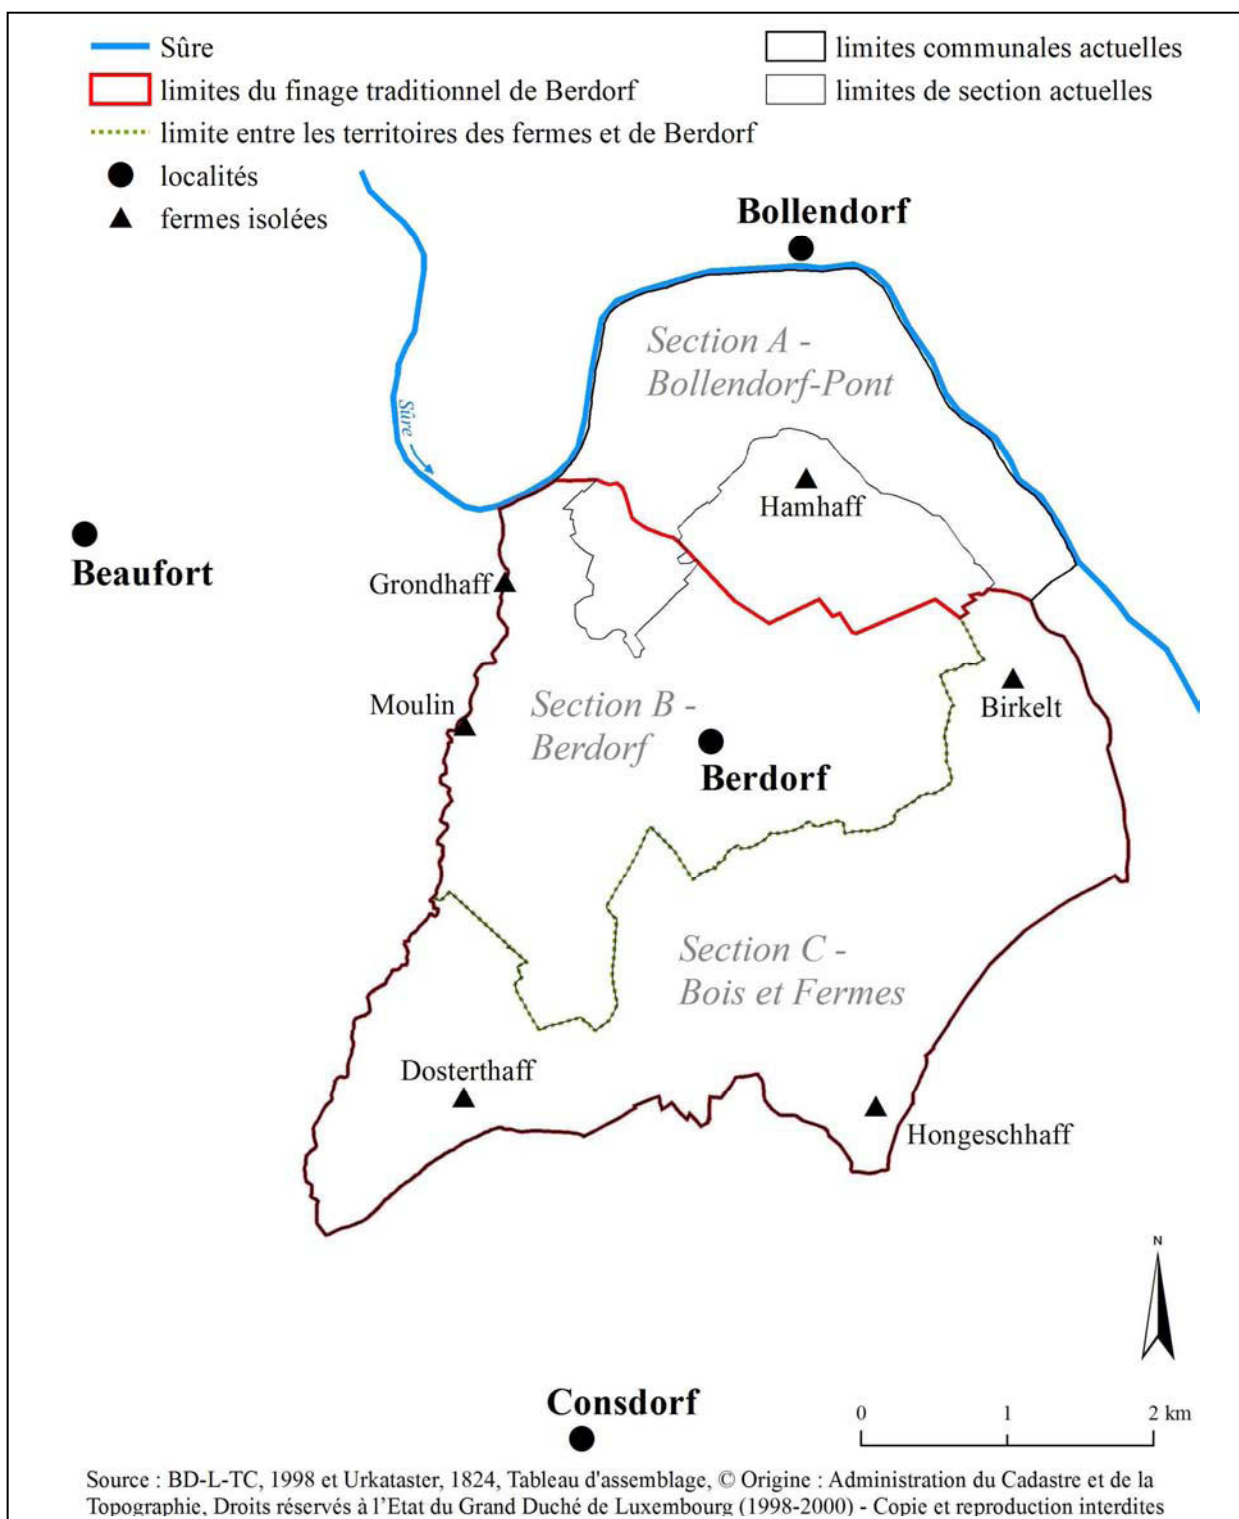 Sûre
limites du finage traditionnel de Berdorf
limite entre les territoires des fermes et de Berdorf
localités
fermes isolées
limites communales actuelles
limites de section actuelles
Bollendorf
Section A -
Bollendorf-Pont
Sûre
Hamhaff
Beaufort
Grondhaff
Moulin
Section B -
Berdorf
Birkelt
Berdorf
Section C -
Bois et Fermes
Dosterthaff
Hongeschhaff
N
Consdorf
0 1 2 km
Source : BD-L-TC, 1998 et Urkataster, 1824, Tableau d'assemblage, © Origine : Administration du Cadastre et de la
Topographie, Droits réservés à l’Etat du Grand Duché de Luxembourg (1998-2000) - Copie et reproduction interdites